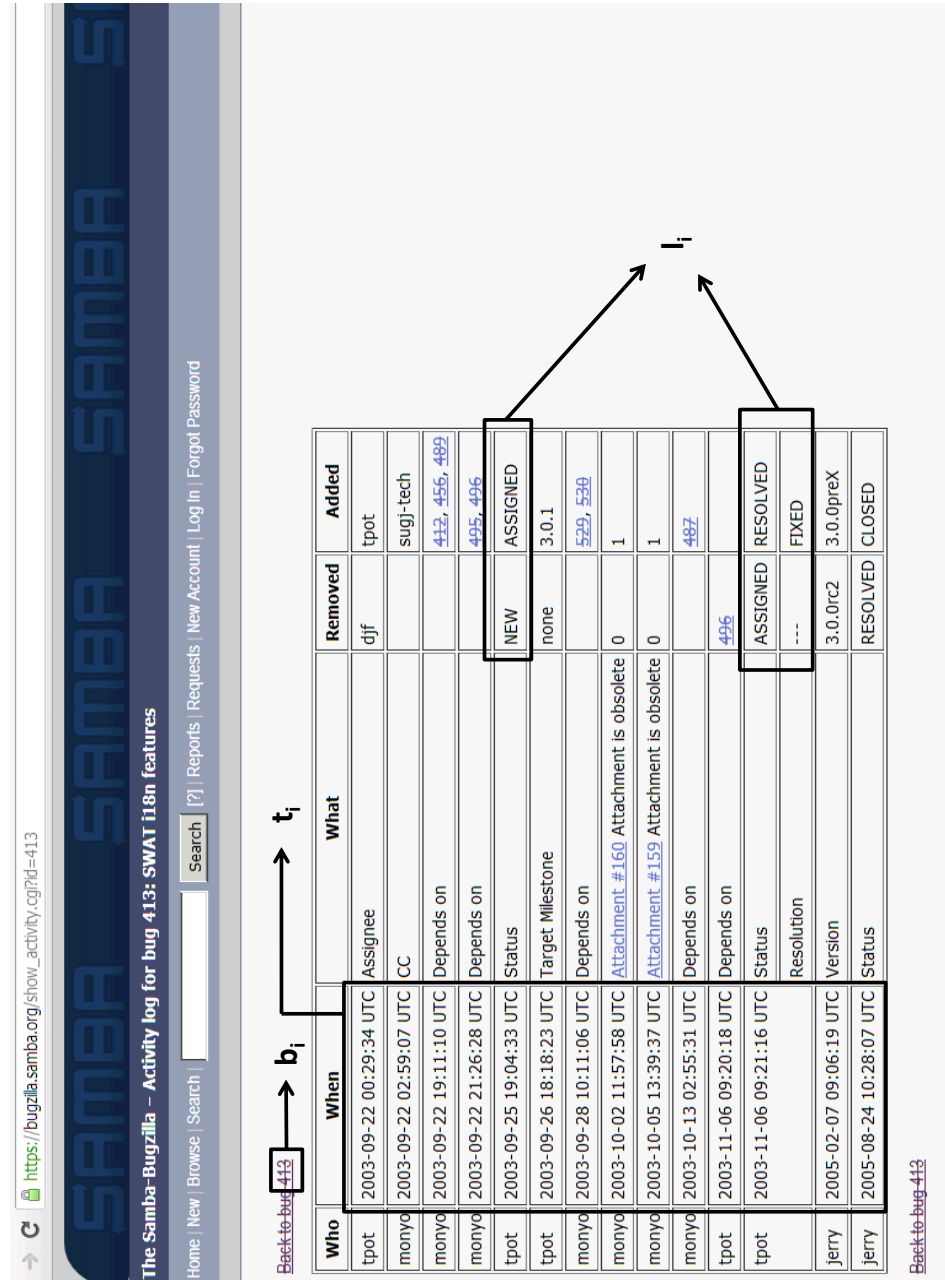 https://bugzilla.samba.org/show_activity.cgi?id=413
SAMBA SAMBA SAMBA
The Samba-Bugzilla – Activity log for bug 413: SWAT i18n features
Home | New | Browse | Search | Search [?] | Reports | Requests | New Account | Log In | Forgot Password
Back to bug 413 bi ti
Who When What Removed Added
tpot 2003-09-22 00:29:34 UTC Assignee djf tpot
monyo 2003-09-22 02:59:07 UTC CC sugj-tech
monyo 2003-09-22 19:11:10 UTC Depends on 412, 456, 489
monyo 2003-09-22 21:26:28 UTC Depends on 495, 496
tpot 2003-09-25 19:04:33 UTC Status NEW ASSIGNED
tpot 2003-09-26 18:18:23 UTC Target Milestone none 3.0.1
monyo 2003-09-28 10:11:06 UTC Depends on 529, 530
monyo 2003-10-02 11:57:58 UTC Attachment #160 Attachment is obsolete 0 1
monyo 2003-10-05 13:39:37 UTC Attachment #159 Attachment is obsolete 0 1
monyo 2003-10-13 02:55:31 UTC Depends on 487
tpot 2003-11-06 09:20:18 UTC Depends on 496
tpot 2003-11-06 09:21:16 UTC Status ASSIGNED RESOLVED
Resolution --- FIXED
jerry 2005-02-07 09:06:19 UTC Version 3.0.0rc2 3.0.0preX
jerry 2005-08-24 10:28:07 UTC Status RESOLVED CLOSED
li
Back to bug 413